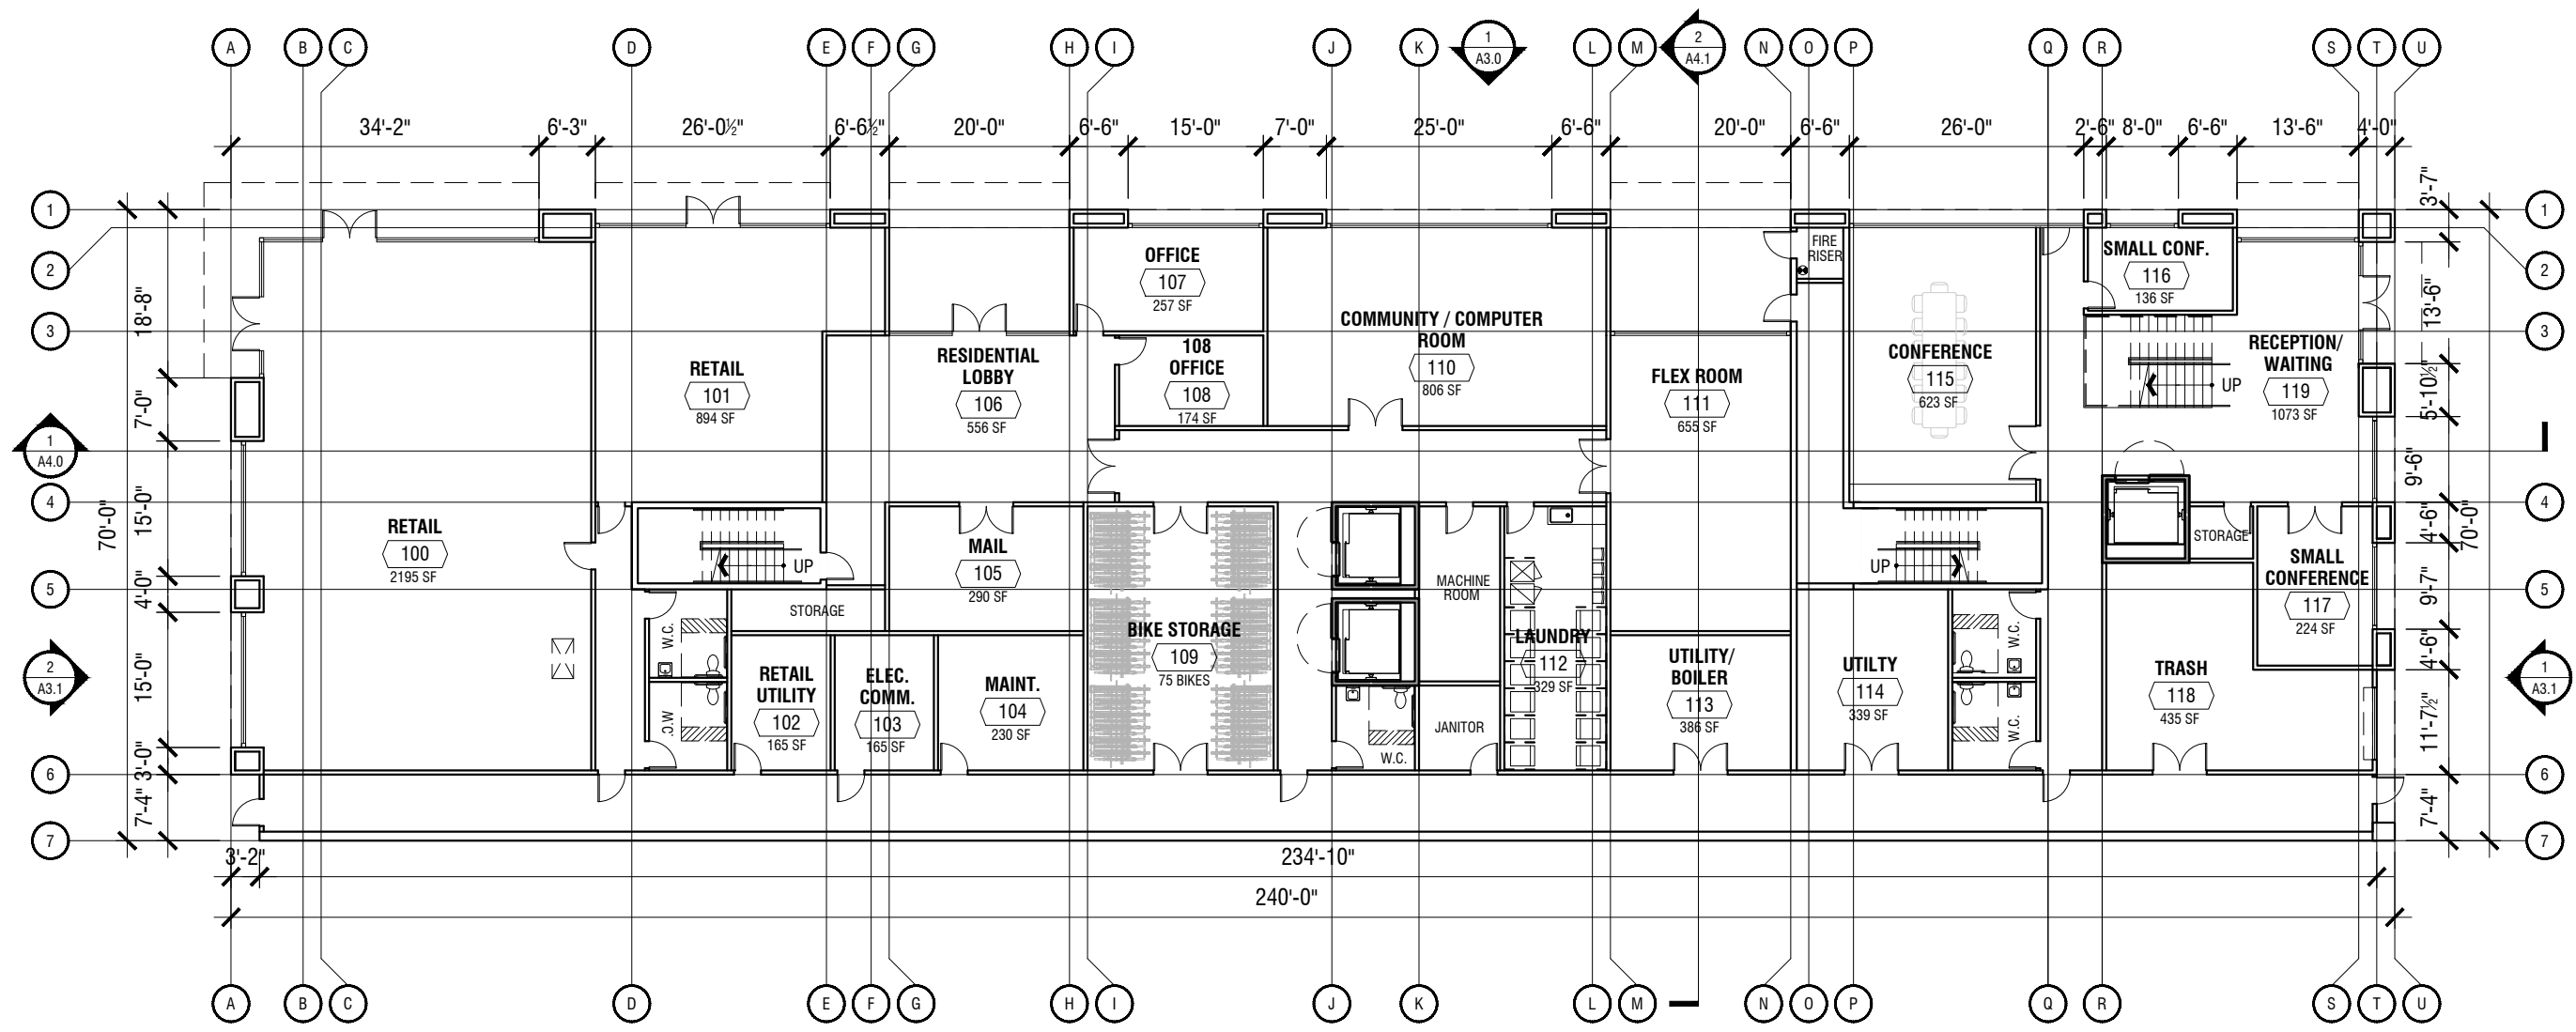 A B C D E F G H I J K L M N O P Q R S T U
1
A3.0
2
A4.1
34'-2" 6'-3" 26'-0½" 6'-6½" 20'-0" 6'-6" 15'-0" 7'-0" 25'-0" 6'-6" 20'-0" 6'-6" 26'-0" 2'-6" 8'-0" 6'-6" 13'-6" 4'-0"
1
2
3
4
5
6
7
1
A4.0
2
A3.1
70'-0"
18'-8"
7'-0"
15'-0"
4'-0"
15'-0"
3'-0"
7'-4"
RETAIL
100
2195 SF
RETAIL
101
894 SF
UP
STORAGE
W.C.
W.C.
RETAIL
UTILITY
102
165 SF
ELEC.
COMM.
103
165 SF
MAINT.
104
230 SF
MAIL
105
290 SF
RESIDENTIAL
LOBBY
106
556 SF
OFFICE
107
257 SF
108
OFFICE
108
174 SF
BIKE STORAGE
109
75 BIKES
COMMUNITY / COMPUTER
ROOM
110
806 SF
MACHINE
ROOM
W.C.
JANITOR
LAUNDRY
112
329 SF
FLEX ROOM
111
655 SF
UTILITY/
BOILER
113
386 SF
FIRE
RISER
UTILTY
114
339 SF
UP
W.C.
W.C.
CONFERENCE
115
623 SF
SMALL CONF.
116
136 SF
UP
RECEPTION/
WAITING
119
1073 SF
STORAGE
SMALL
CONFERENCE
117
224 SF
TRASH
118
435 SF
3'-7"
13'-6"
5'-10½"
9'-6"
4'-6"
9'-7"
4'-6"
11'-7½"
7'-4"
70'-0"
1
2
3
4
5
6
7
1
A3.1
3'-2"
234'-10"
240'-0"
A B C D E F G H I J K L M N O P Q R S T U